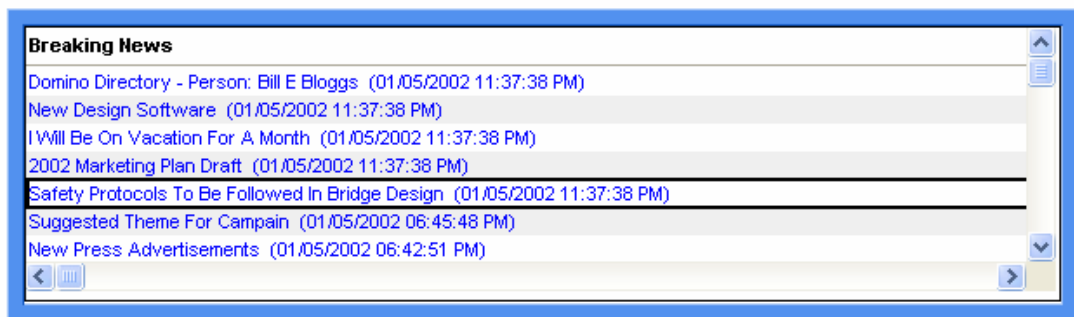 Breaking News
Domino Directory - Person: Bill E Bloggs (01/05/2002 11:37:38 PM)
New Design Software (01/05/2002 11:37:38 PM)
I Will Be On Vacation For A Month (01/05/2002 11:37:38 PM)
2002 Marketing Plan Draft (01/05/2002 11:37:38 PM)
Safety Protocols To Be Followed In Bridge Design (01/05/2002 11:37:38 PM)
Suggested Theme For Campain (01/05/2002 06:45:48 PM)
New Press Advertisements (01/05/2002 06:42:51 PM)